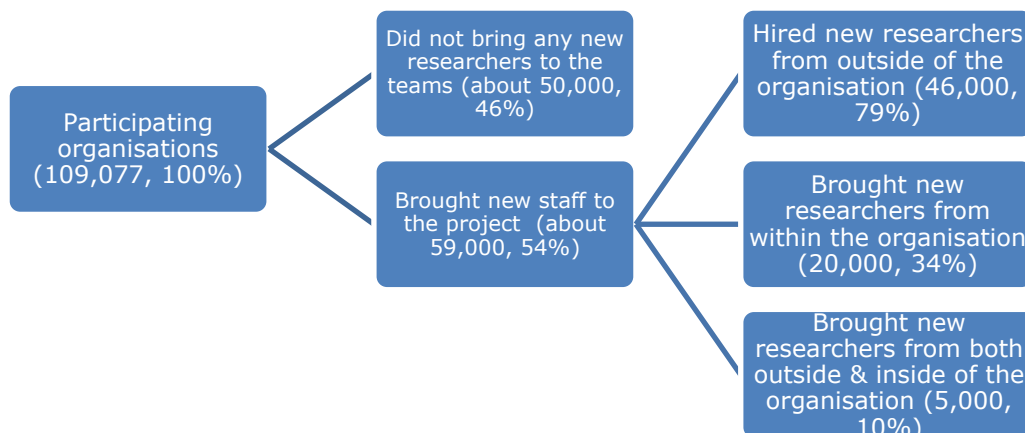 Participating
organisations
(109,077, 100%)
Did not bring any new
researchers to the
teams (about 50,000,
46%)
Brought new staff to
the project (about
59,000, 54%)
Hired new researchers
from outside of the
organisation (46,000,
79%)
Brought new
researchers from
within the organisation
(20,000, 34%)
Brought new
researchers from both
outside & inside of the
organisation (5,000,
10%)